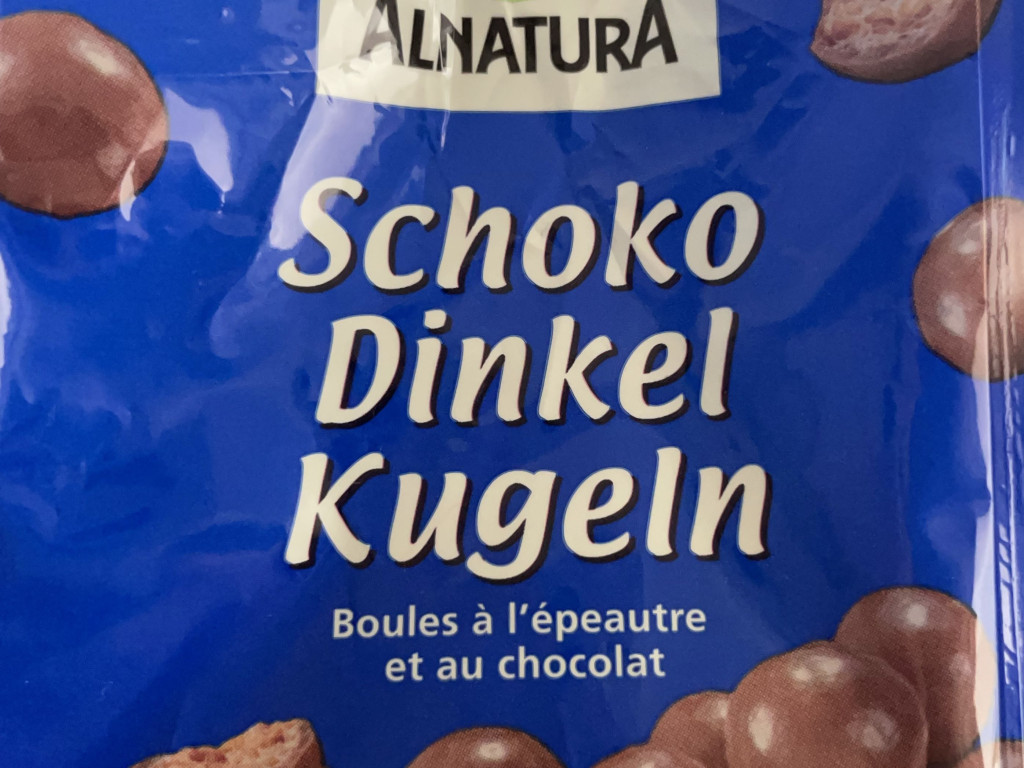 ALNATURA
Schoko
Dinkel
Kugeln
Boules à l'épeautre
et au chocolat